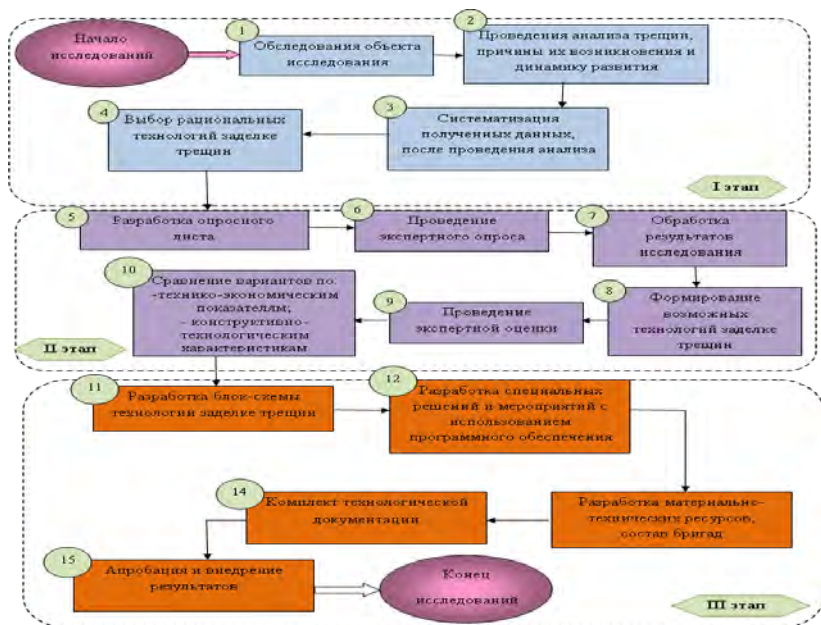 Начало
исследований
1
Обследования объекта
исследования
2
Проведения анализа трещин,
причины их возникновения и
динамику развития
3
Систематизация
полученных данных,
после проведения анализа
4
Выбор рациональных
технологий заделке
трещин
I этап
5
Разработка опросного
листа
6
Проведение
экспертного опроса
7
Обработка
результатов
исследования
8
Формирование
возможных
технологий заделке
трещин
9
Проведение
экспертной оценки
10
Сравнение вариантов по:
-технико-экономическим
показателям;
- конструктивно-
технологическим
характеристикам
II этап
11
Разработка блок-схемы
технологии заделке трещин
12
Разработка специальных
решений и мероприятий с
использованием
программного обеспечения
Разработка материально-
технических ресурсов,
состав бригад
14
Комплект технологической
документации
15
Апробация и внедрение
результатов
Конец
исследований
III этап